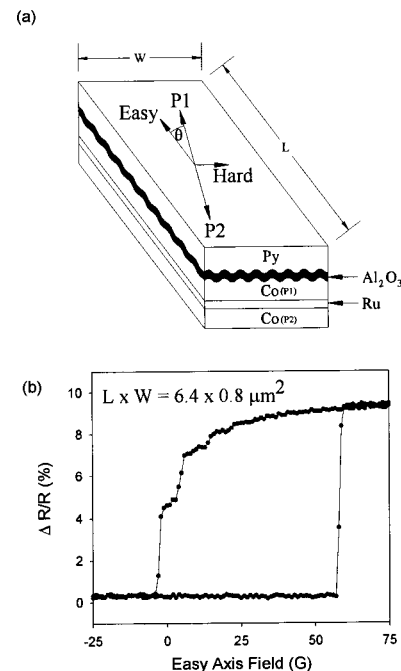 (a)
W
L
Easy
P1
θ
Hard
P2
Py
Al₂O₃
Co(P1)
Ru
Co(P2)
(b)
L x W = 6.4 x 0.8 μm²
10
8
6
4
2
0
Δ R/R (%)
-25 0 25 50 75
Easy Axis Field (G)